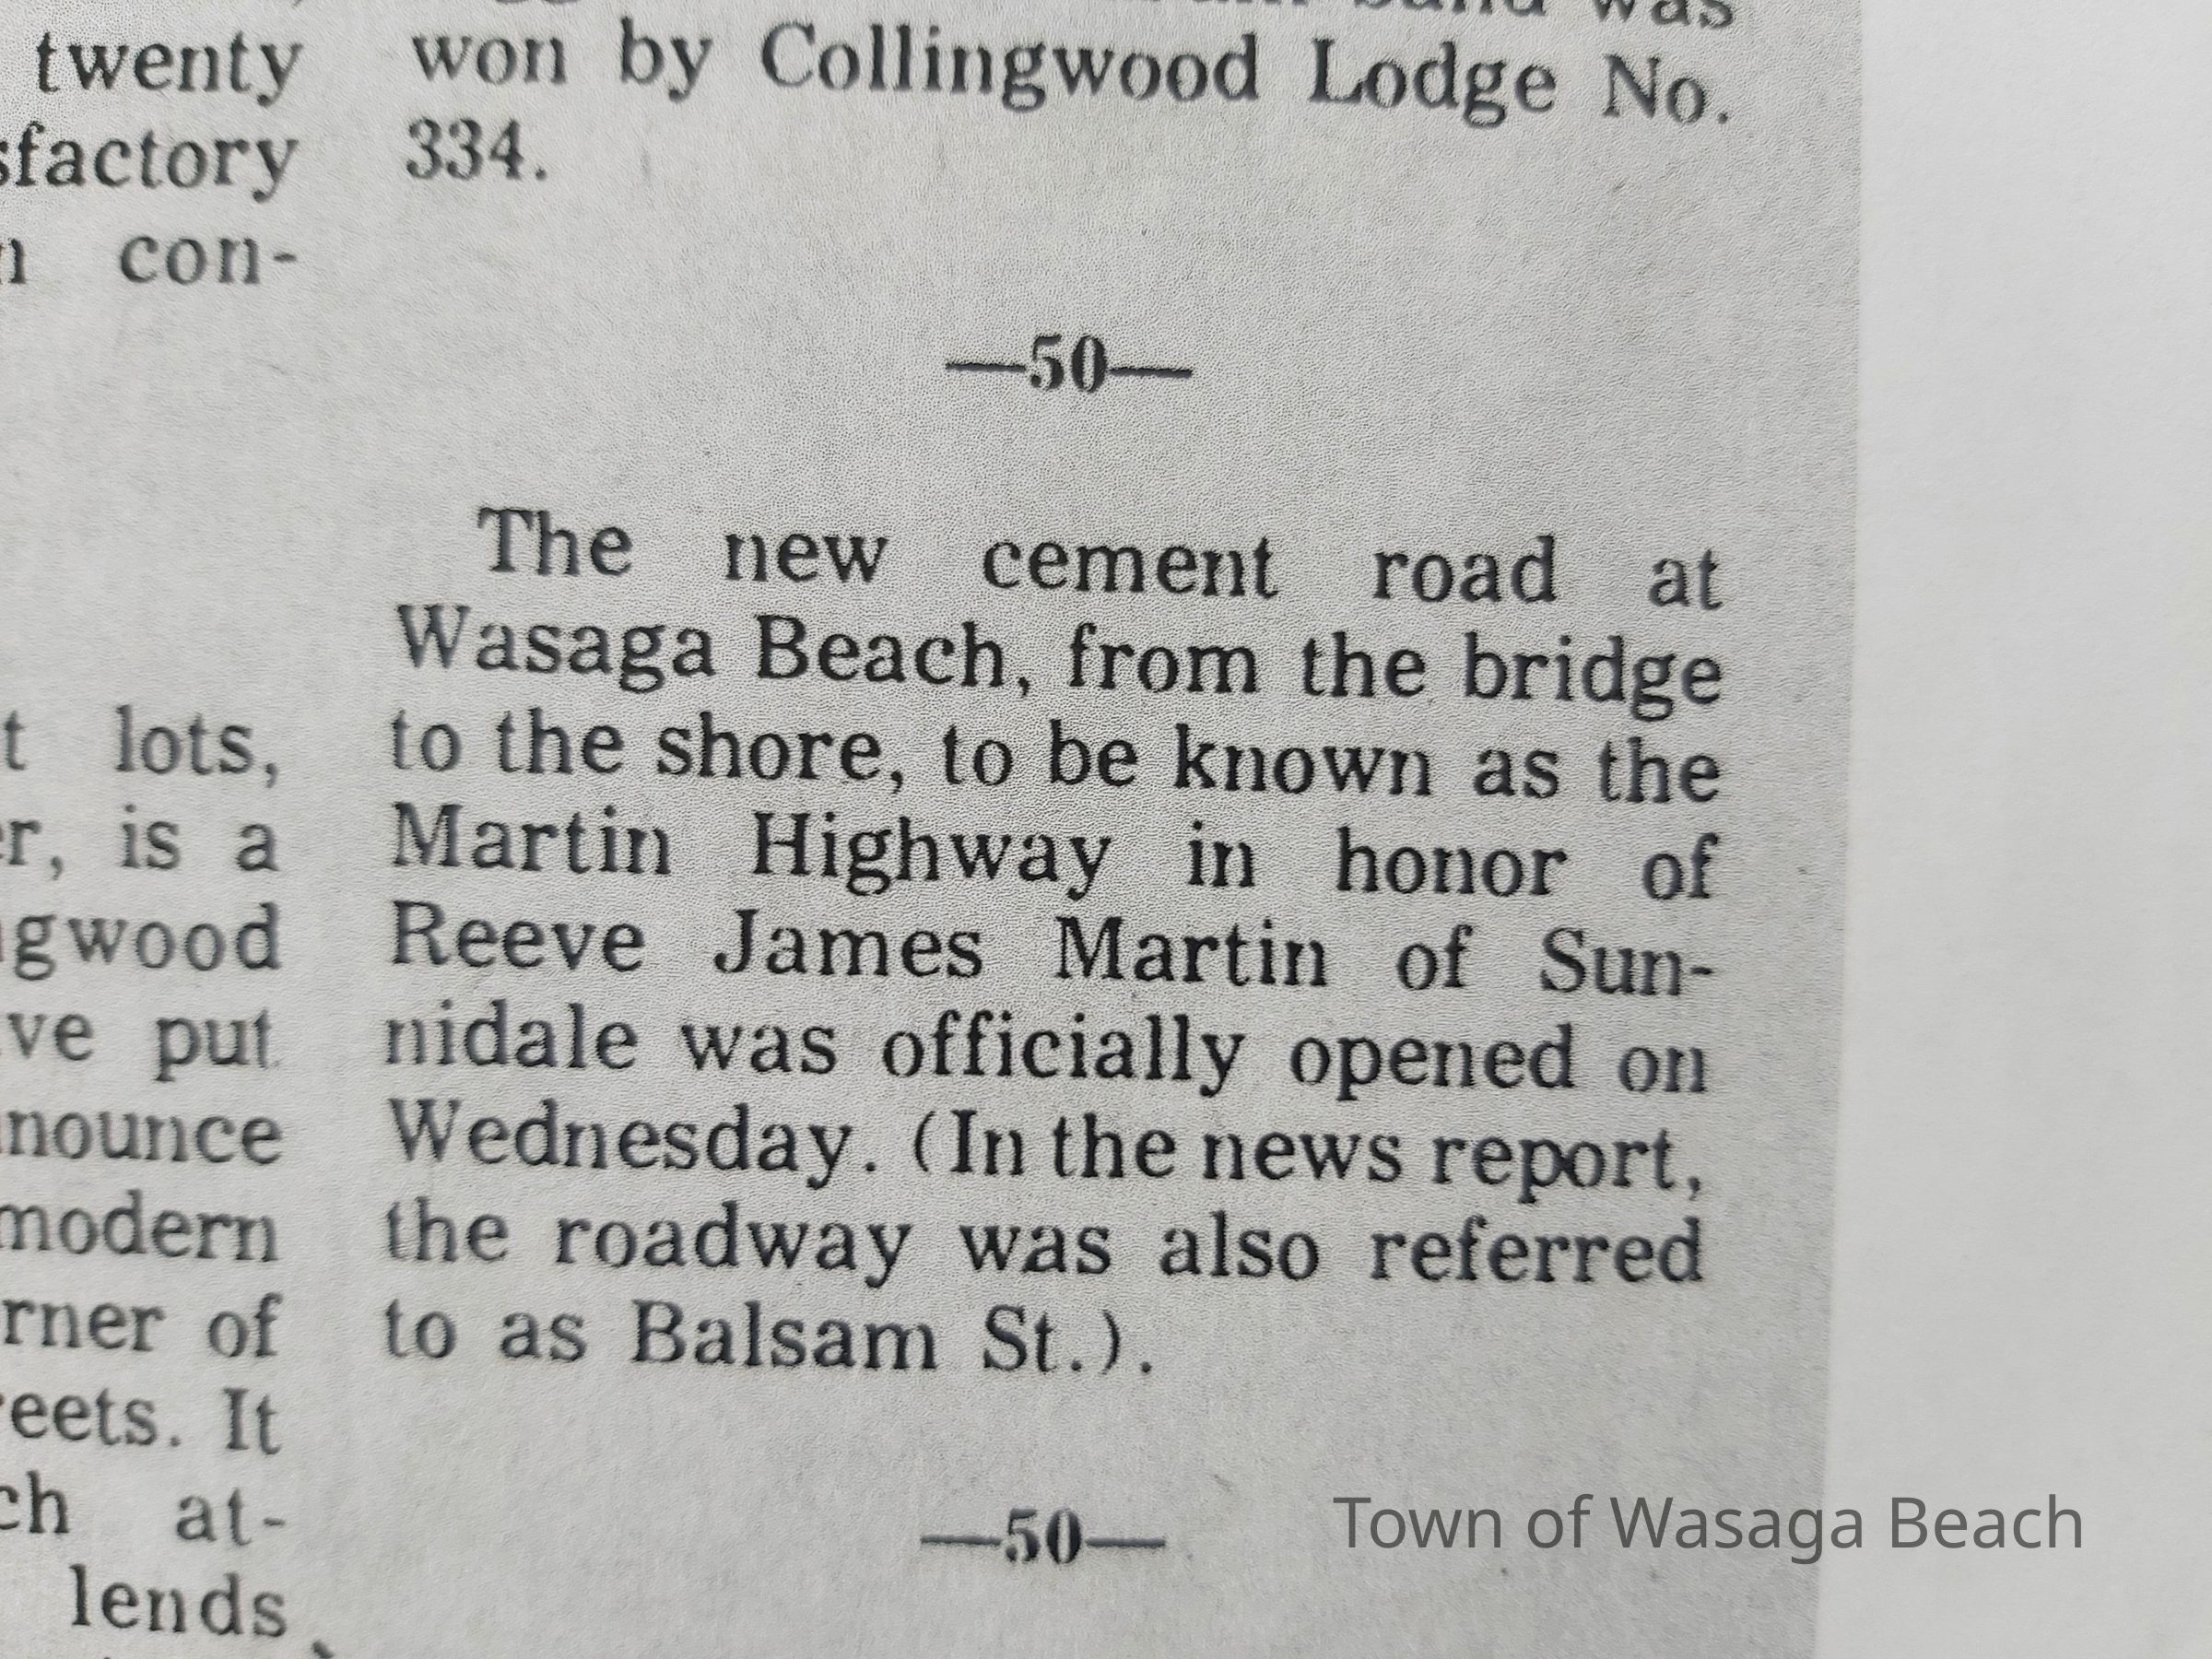 twenty
factory
con-
lots,
is a
gwood
ve put
nounce
modern
rner of
eets. It
ch at-
lends
was
won by Collingwood Lodge No.
334.
—50—
The new cement road at
Wasaga Beach, from the bridge
to the shore, to be known as the
Martin Highway in honor of
Reeve James Martin of Sun-
nidale was officially opened on
Wednesday. (In the news report,
the roadway was also referred
to as Balsam St.).
—50—
Town of Wasaga Beach